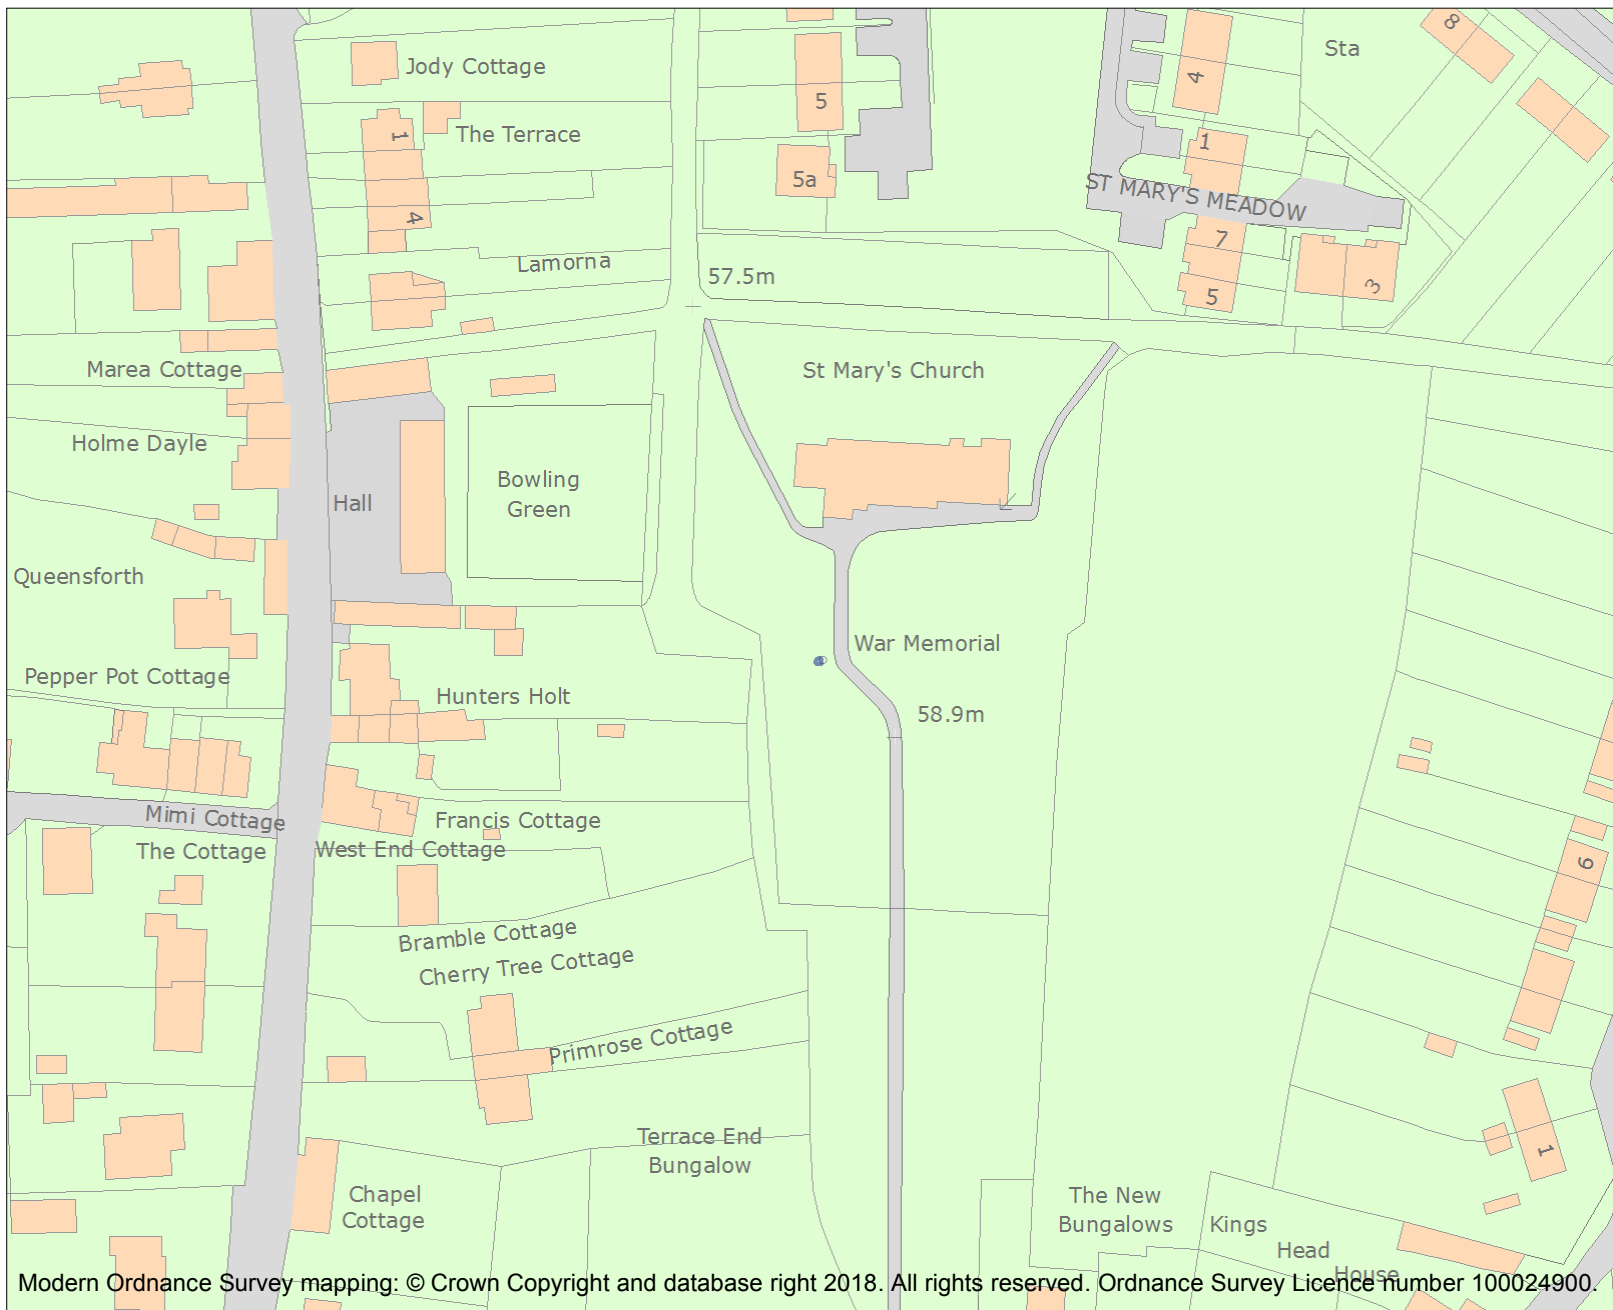 8
Sta
Jody Cottage
4
5
1
The Terrace
1
5a
ST MARY'S MEADOW
4
7
Lamorna
57.5m
5
3
Marea Cottage
St Mary's Church
Holme Dayle
Bowling
Green
Hall
Queensforth
War Memorial
Pepper Pot Cottage
Hunters Holt
58.9m
Mimi Cottage
Francis Cottage
The Cottage
West End Cottage
6
Bramble Cottage
Cherry Tree Cottage
Primrose Cottage
Terrace End
Bungalow
1
Chapel
Cottage
The New
Bungalows
Kings
Head
House
Modern Ordnance Survey mapping: © Crown Copyright and database right 2018. All rights reserved. Ordnance Survey Licence number 100024900.